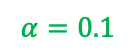 α = 0.1